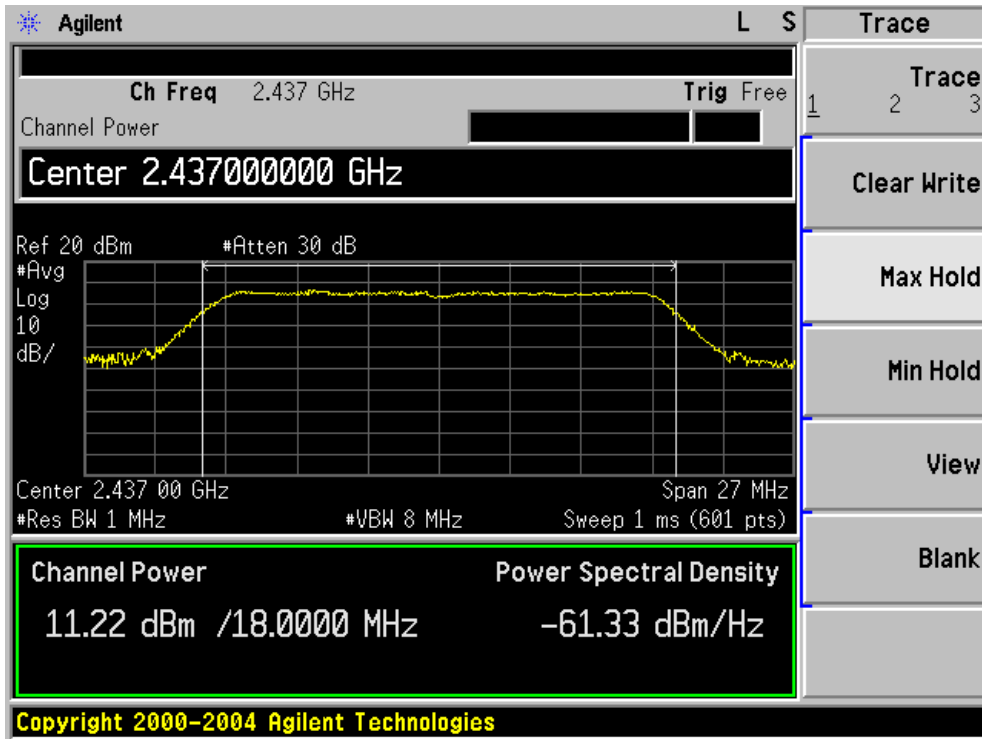 Agilent L S Trace
Ch Freq 2.437 GHz Trig Free
Channel Power
Center 2.437000000 GHz
Ref 20 dBm #Atten 30 dB
#Avg
Log
10
dB/
Center 2.437 00 GHz Span 27 MHz
#Res BW 1 MHz #VBW 8 MHz Sweep 1 ms (601 pts)
Channel Power Power Spectral Density
11.22 dBm /18.0000 MHz -61.33 dBm/Hz
Copyright 2000-2004 Agilent Technologies
Trace
1 2 3
Clear Write
Max Hold
Min Hold
View
Blank